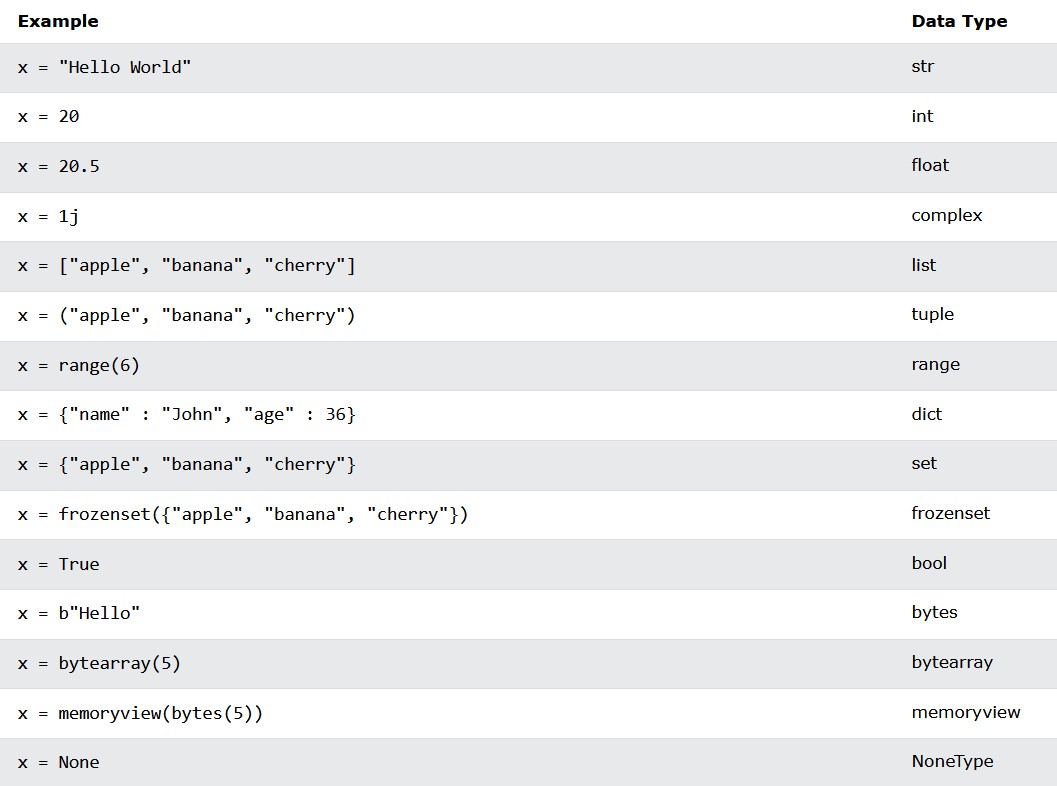 Example Data Type
x = "Hello World" str
x = 20 int
x = 20.5 float
x = 1j complex
x = ["apple", "banana", "cherry"] list
x = ("apple", "banana", "cherry") tuple
x = range(6) range
x = {"name" : "John", "age" : 36} dict
x = {"apple", "banana", "cherry"} set
x = frozenset({"apple", "banana", "cherry"}) frozenset
x = True bool
x = b"Hello" bytes
x = bytearray(5) bytearray
x = memoryview(bytes(5)) memoryview
x = None NoneType